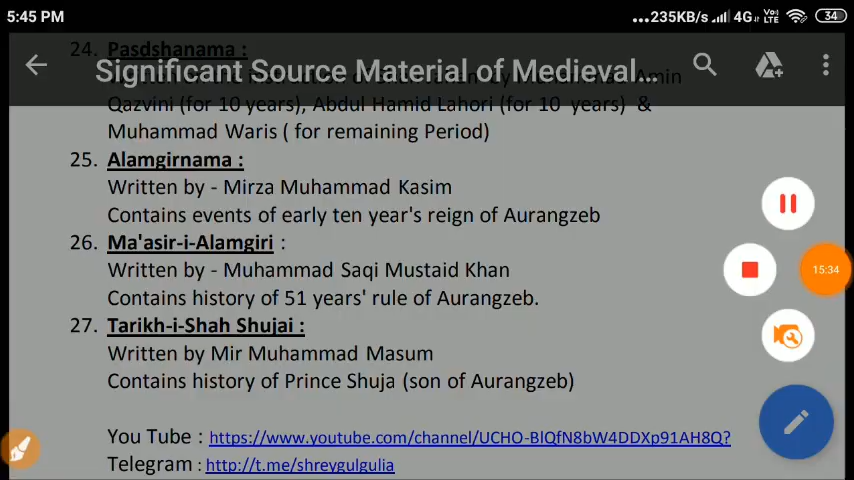 5:45 PM
...235KB/s 4G Vo) LTE 34
24. Pasdshanama :
Significant Source Material of Medieval...
Amin
Qazvini (for 10 years), Abdul Hamid Lahori (for 10 years) &
Muhammad Waris ( for remaining Period)
25. Alamgirnama :
Written by - Mirza Muhammad Kasim
Contains events of early ten year's reign of Aurangzeb
26. Ma'asir-i-Alamgiri :
15:34
Written by - Muhammad Saqi Mustaid Khan
Contains history of 51 years' rule of Aurangzeb.
27. Tarikh-i-Shah Shujai :
Written by Mir Muhammad Masum
Contains history of Prince Shuja (son of Aurangzeb)
You Tube : https://www.youtube.com/channel/UCHO-BlQfN8bW4DDXp91AH8Q?
Telegram : http://t.me/shreygulgulia